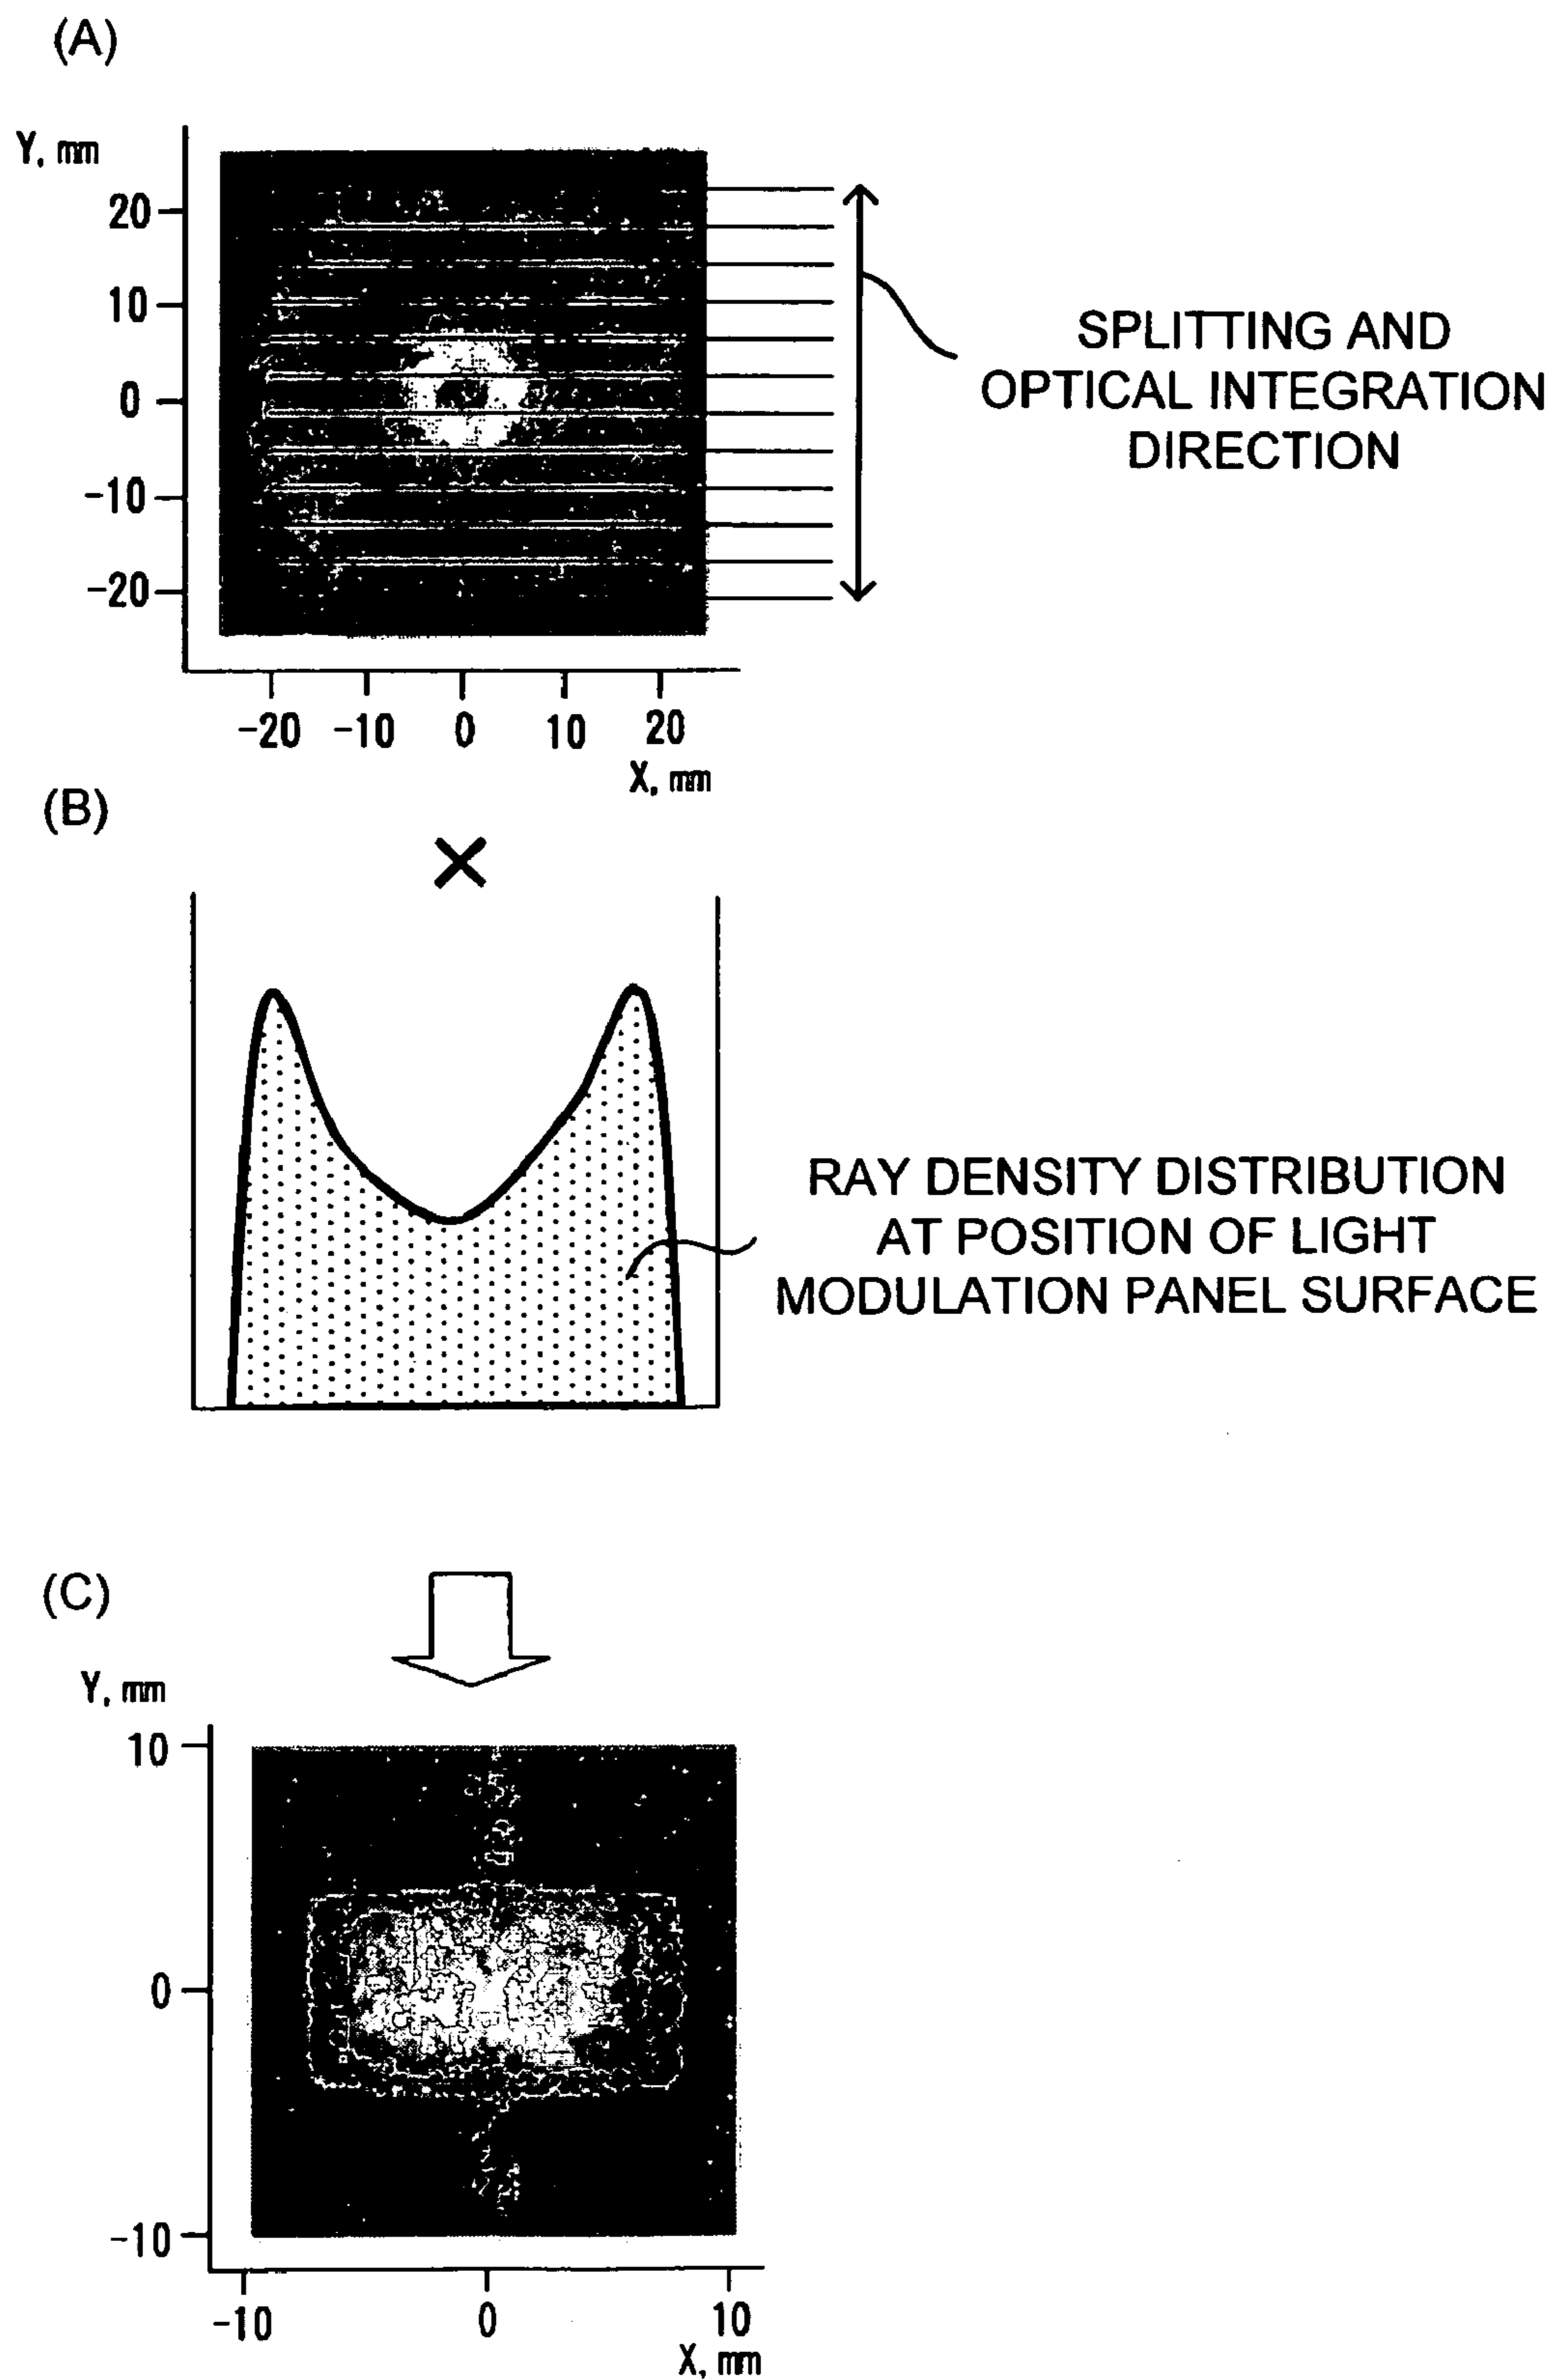 (A)
Y, mm
20
10
0
-10
-20
-20 -10 0 10 20
X, mm
SPLITTING AND
OPTICAL INTEGRATION
DIRECTION
(B)
×
RAY DENSITY DISTRIBUTION
AT POSITION OF LIGHT
MODULATION PANEL SURFACE
(C)
Y, mm
10
0
-10
-10 0 10
X, mm